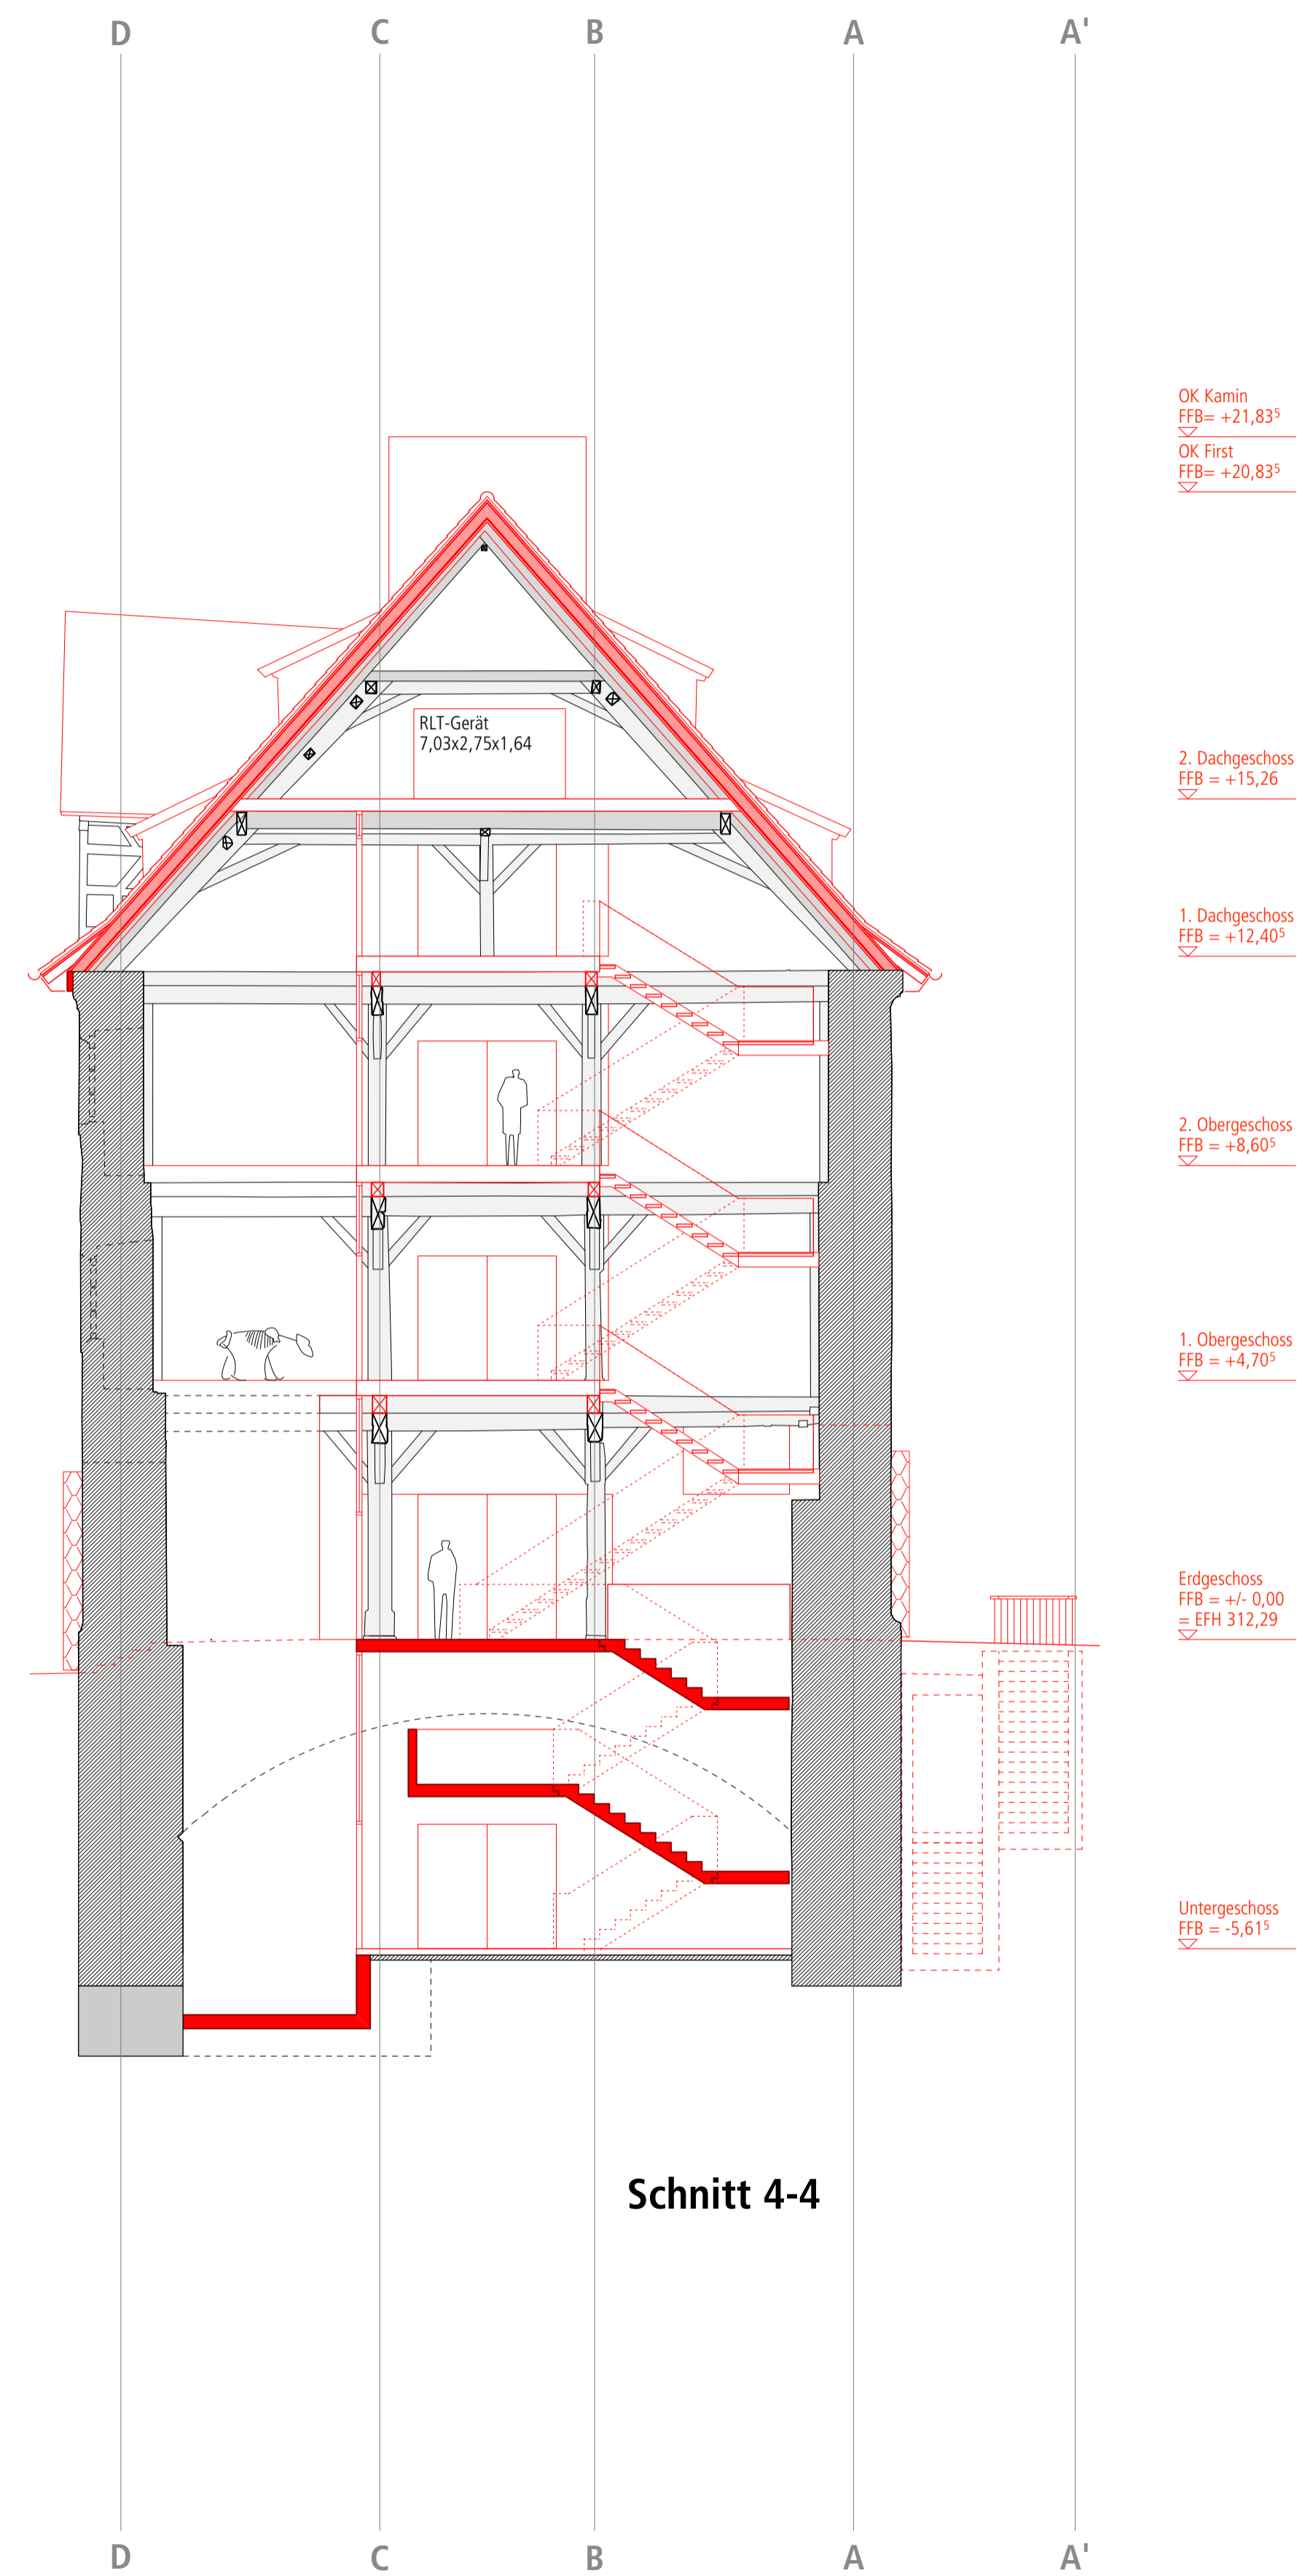 D C B A A'
OK Kamin
FFB= +21,83⁵
OK First
FFB= +20,83⁵
RLT-Gerät
7,03x2,75x1,64
2. Dachgeschoss
FFB = +15,26
1. Dachgeschoss
FFB = +12,40⁵
2. Obergeschoss
FFB = +8,60⁵
1. Obergeschoss
FFB = +4,70⁵
Erdgeschoss
FFB = +/- 0,00
= EFH 312,29
Untergeschoss
FFB = -5,61⁵
Schnitt 4-4
D C B A A'